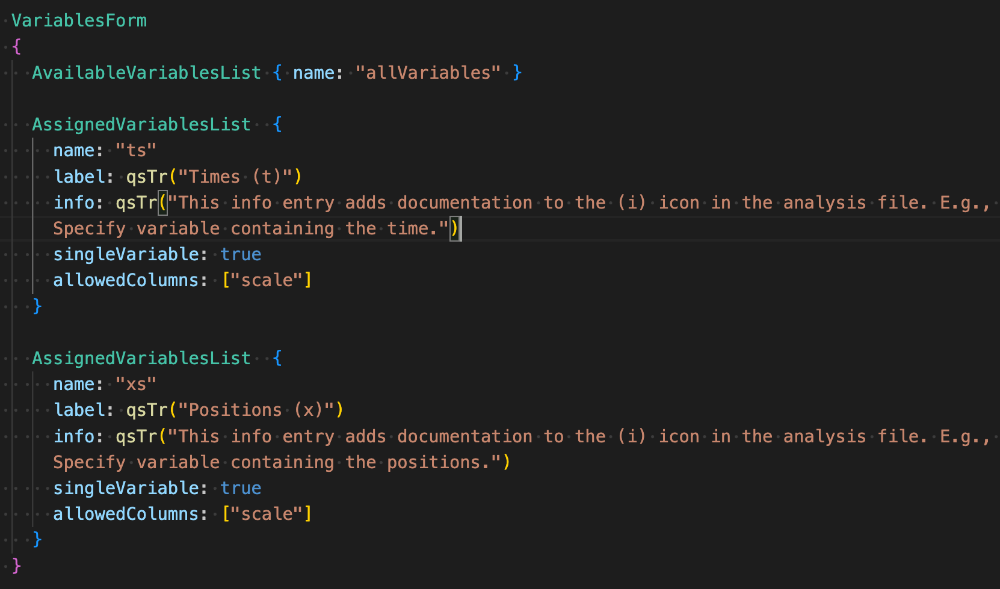 VariablesForm
{
AvailableVariablesList { name: "allVariables" }
AssignedVariablesList {
name: "ts"
label: qsTr("Times (t)")
info: qsTr("This info entry adds documentation to the (i) icon in the analysis file. E.g.,
Specify variable containing the time.")
singleVariable: true
allowedColumns: ["scale"]
}
AssignedVariablesList {
name: "xs"
label: qsTr("Positions (x)")
info: qsTr("This info entry adds documentation to the (i) icon in the analysis file. E.g.,
Specify variable containing the positions.")
singleVariable: true
allowedColumns: ["scale"]
}
}